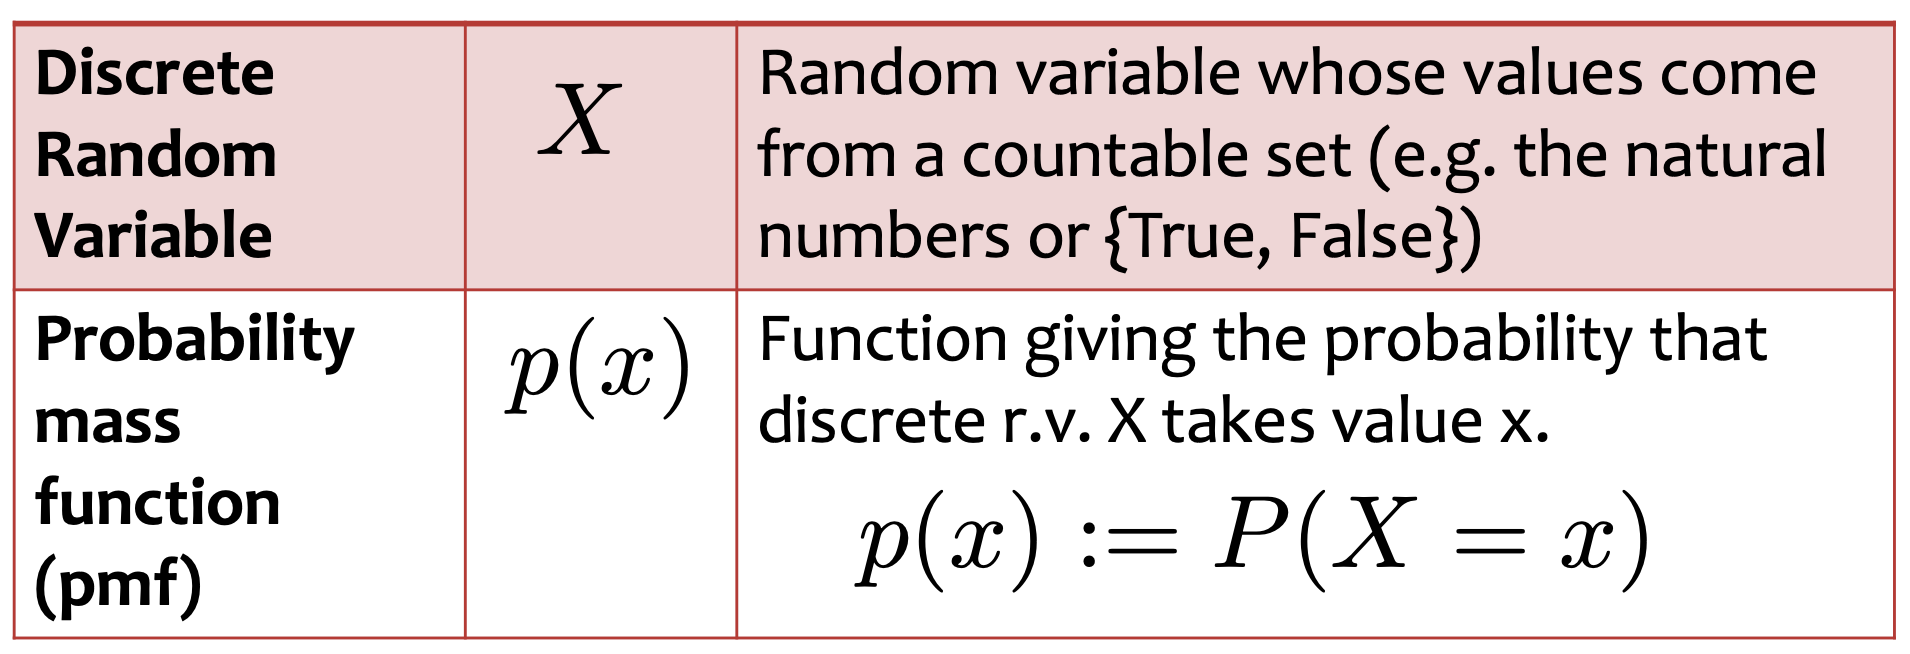 Discrete
Random
Variable
X
Random variable whose values come
from a countable set (e.g. the natural
numbers or {True, False})
Probability
mass
function
(pmf)
p(x)
Function giving the probability that
discrete r.v. X takes value x.
p(x) := P(X = x)